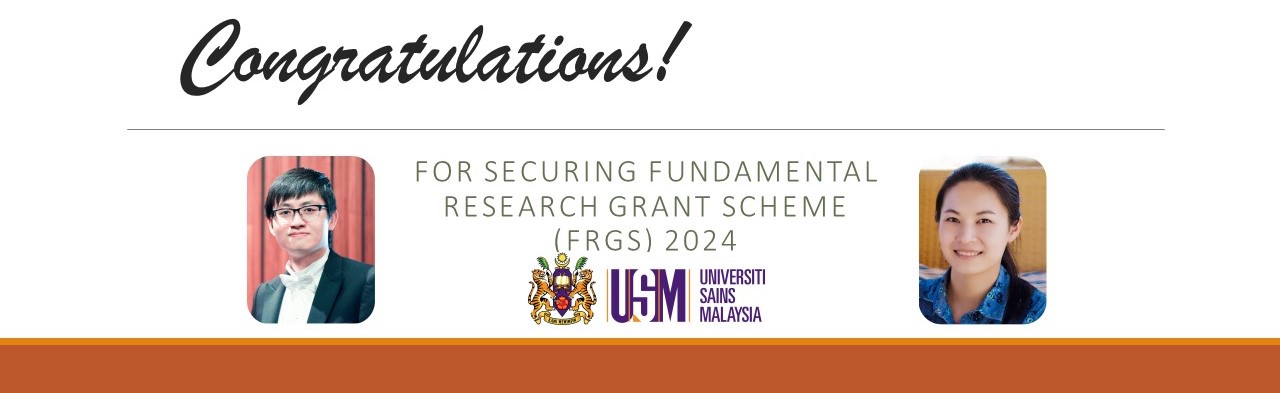 Congratulations!
FOR SECURING FUNDAMENTAL
RESEARCH GRANT SCHEME
(FRGS) 2024
USM
UNIVERSITI
SAINS
MALAYSIA